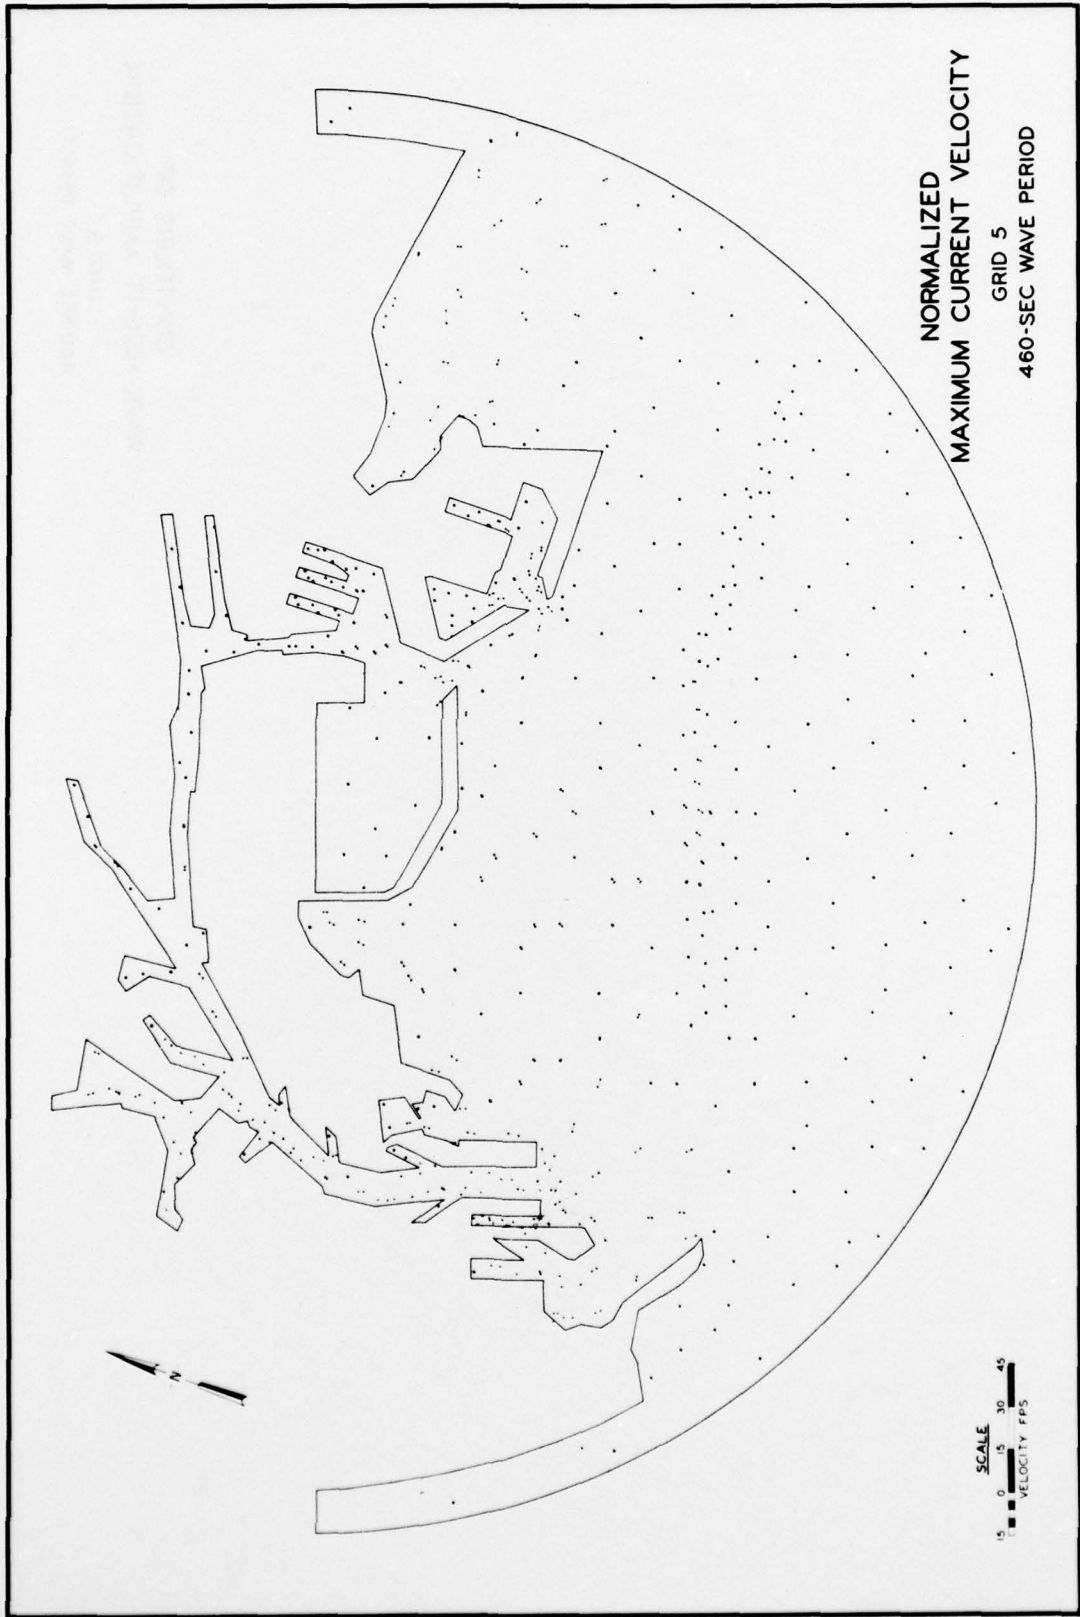 NORMALIZED
MAXIMUM CURRENT VELOCITY
GRID 5
460-SEC WAVE PERIOD
N
SCALE
15 0 15 30 45
VELOCITY FPS